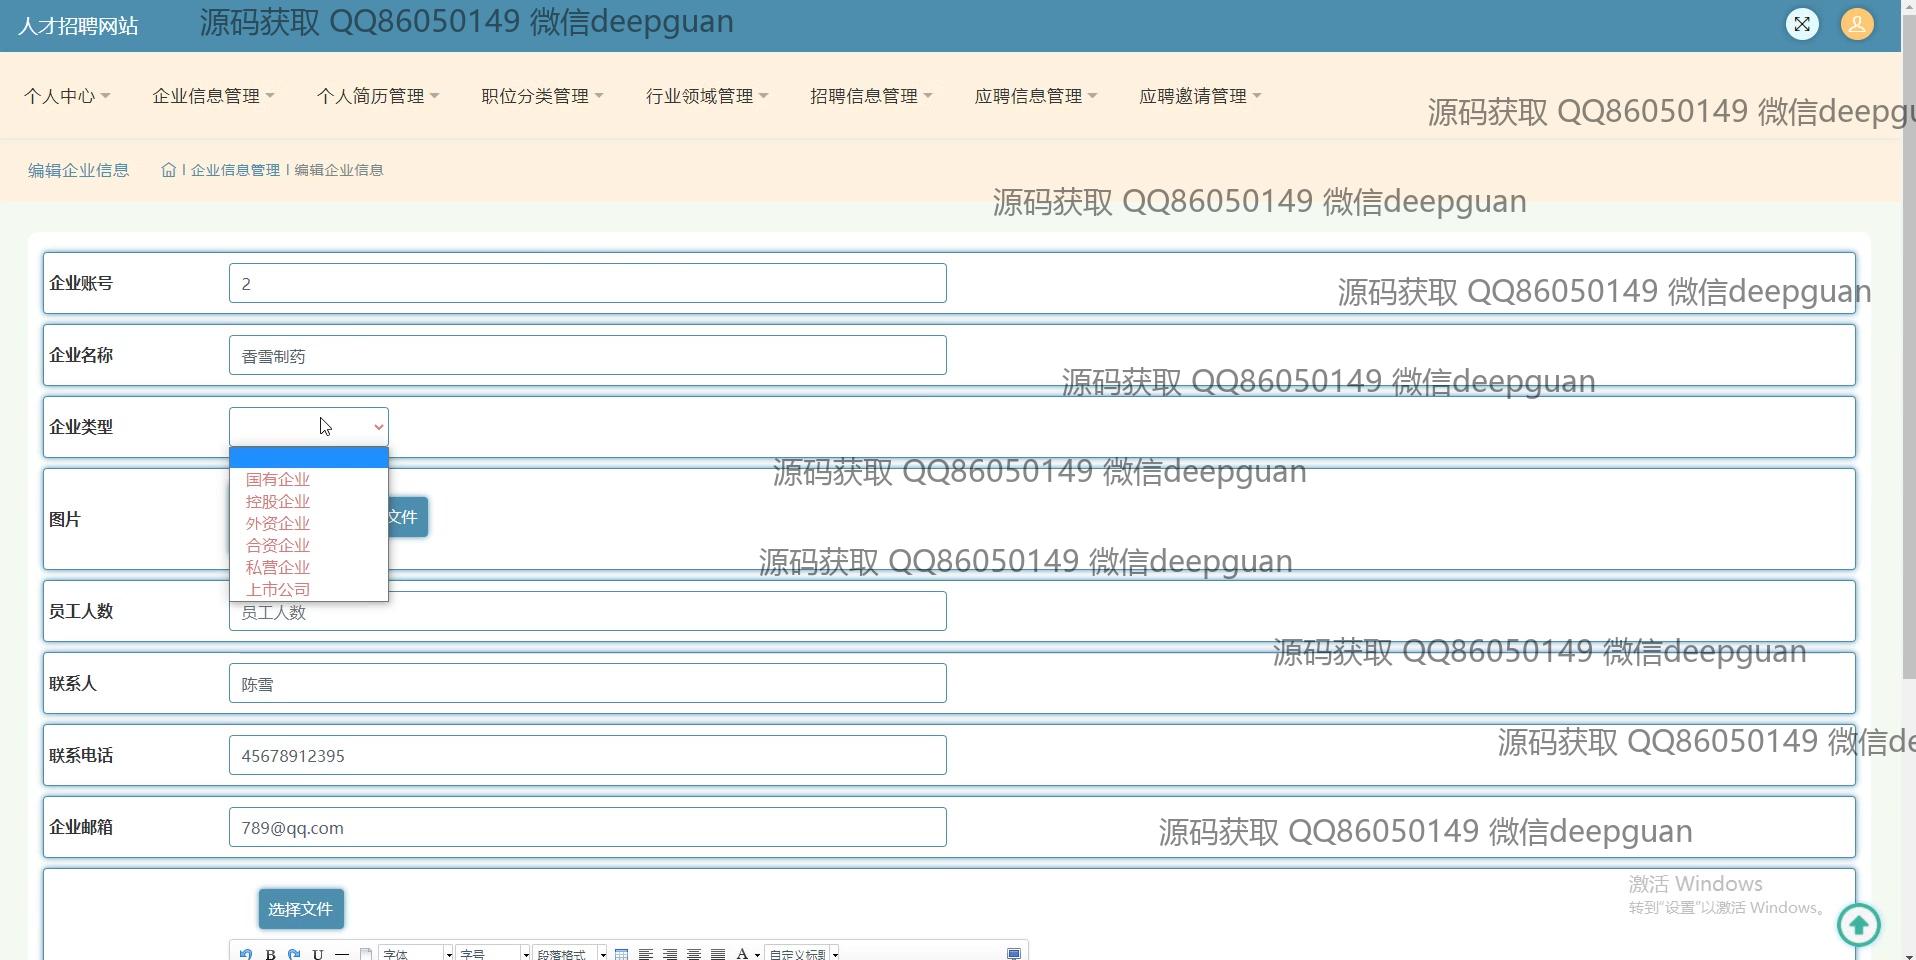 人才招聘网站
源码获取 QQ86050149 微信deepguan
个人中心 企业信息管理 个人简历管理 职位分类管理 行业领域管理 招聘信息管理 应聘信息管理 应聘邀请管理
源码获取 QQ86050149 微信deepgu
编辑企业信息 | 企业信息管理 | 编辑企业信息
源码获取 QQ86050149 微信deepguan
企业账号 2
源码获取 QQ86050149 微信deepguan
企业名称 香雪制药
源码获取 QQ86050149 微信deepguan
企业类型
源码获取 QQ86050149 微信deepguan
国有企业
控股企业
外资企业
合资企业
私营企业
上市公司
图片 文件
源码获取 QQ86050149 微信deepguan
员工人数 员工人数
源码获取 QQ86050149 微信deepguan
联系人 陈雪
源码获取 QQ86050149 微信de
联系电话 45678912395
企业邮箱 789@qq.com
源码获取 QQ86050149 微信deepguan
激活 Windows
转到“设置”以激活 Windows。
选择文件
B U 字体 字号 段落格式 A 自定义标题